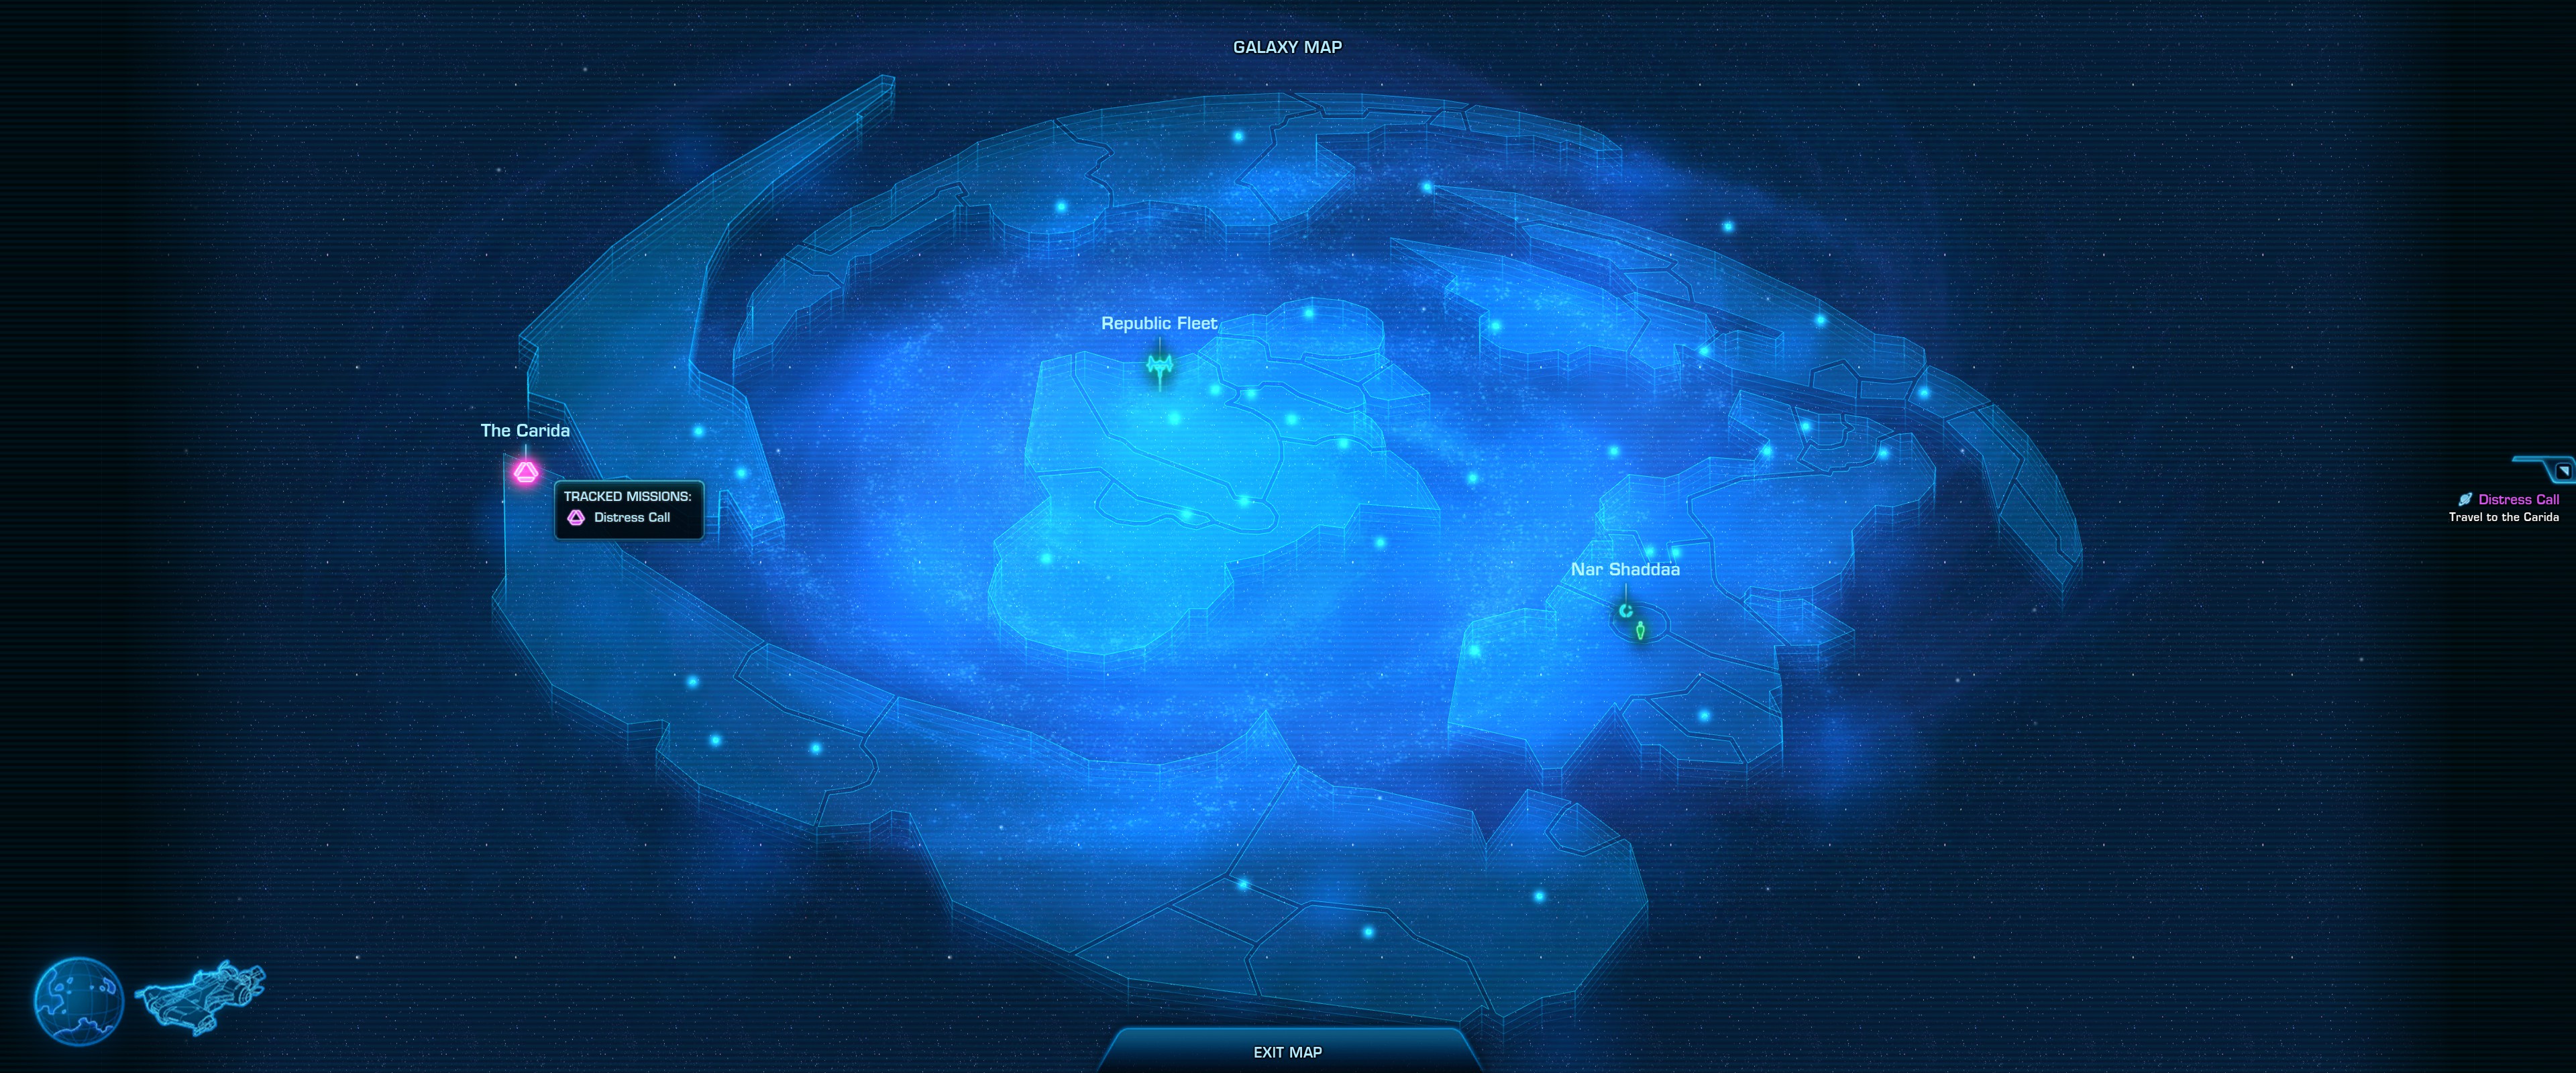 GALAXY MAP
Republic Fleet
The Carida
TRACKED MISSIONS:
Distress Call
Distress Call
Travel to the Carida
Nar Shaddaa
EXIT MAP